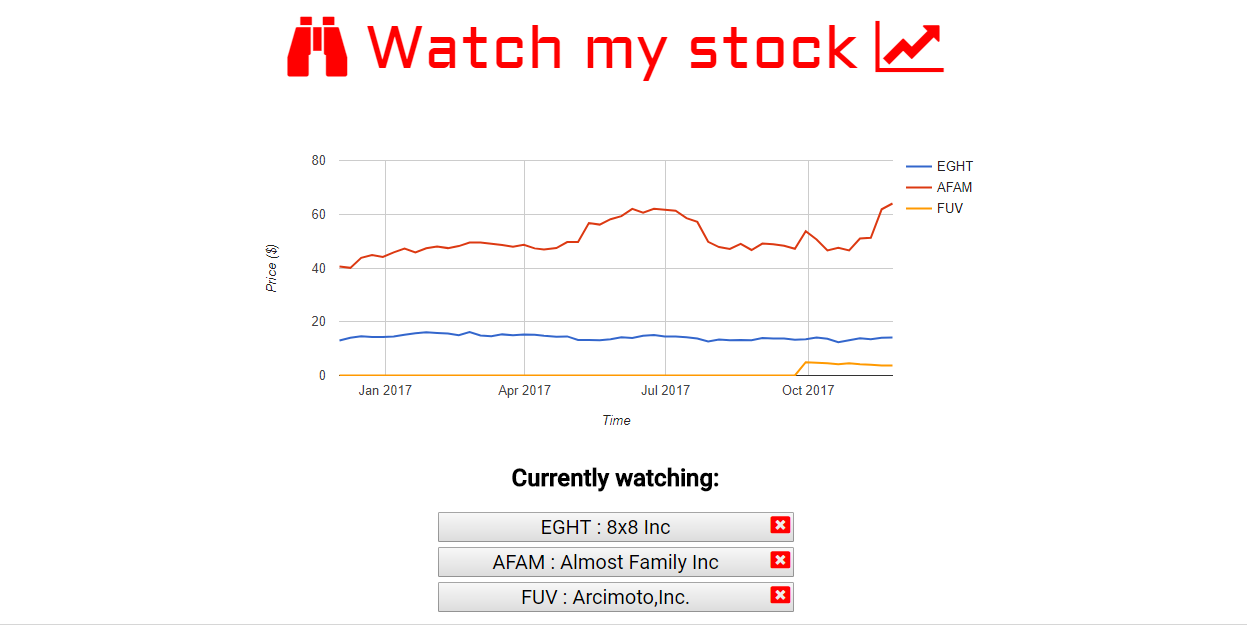 Watch my stock
80
60
40
20
0
Price ($)
Jan 2017 Apr 2017 Jul 2017 Oct 2017
Time
EGHT
AFAM
FUV
Currently watching:
EGHT : 8x8 Inc
AFAM : Almost Family Inc
FUV : Arcimoto,Inc.